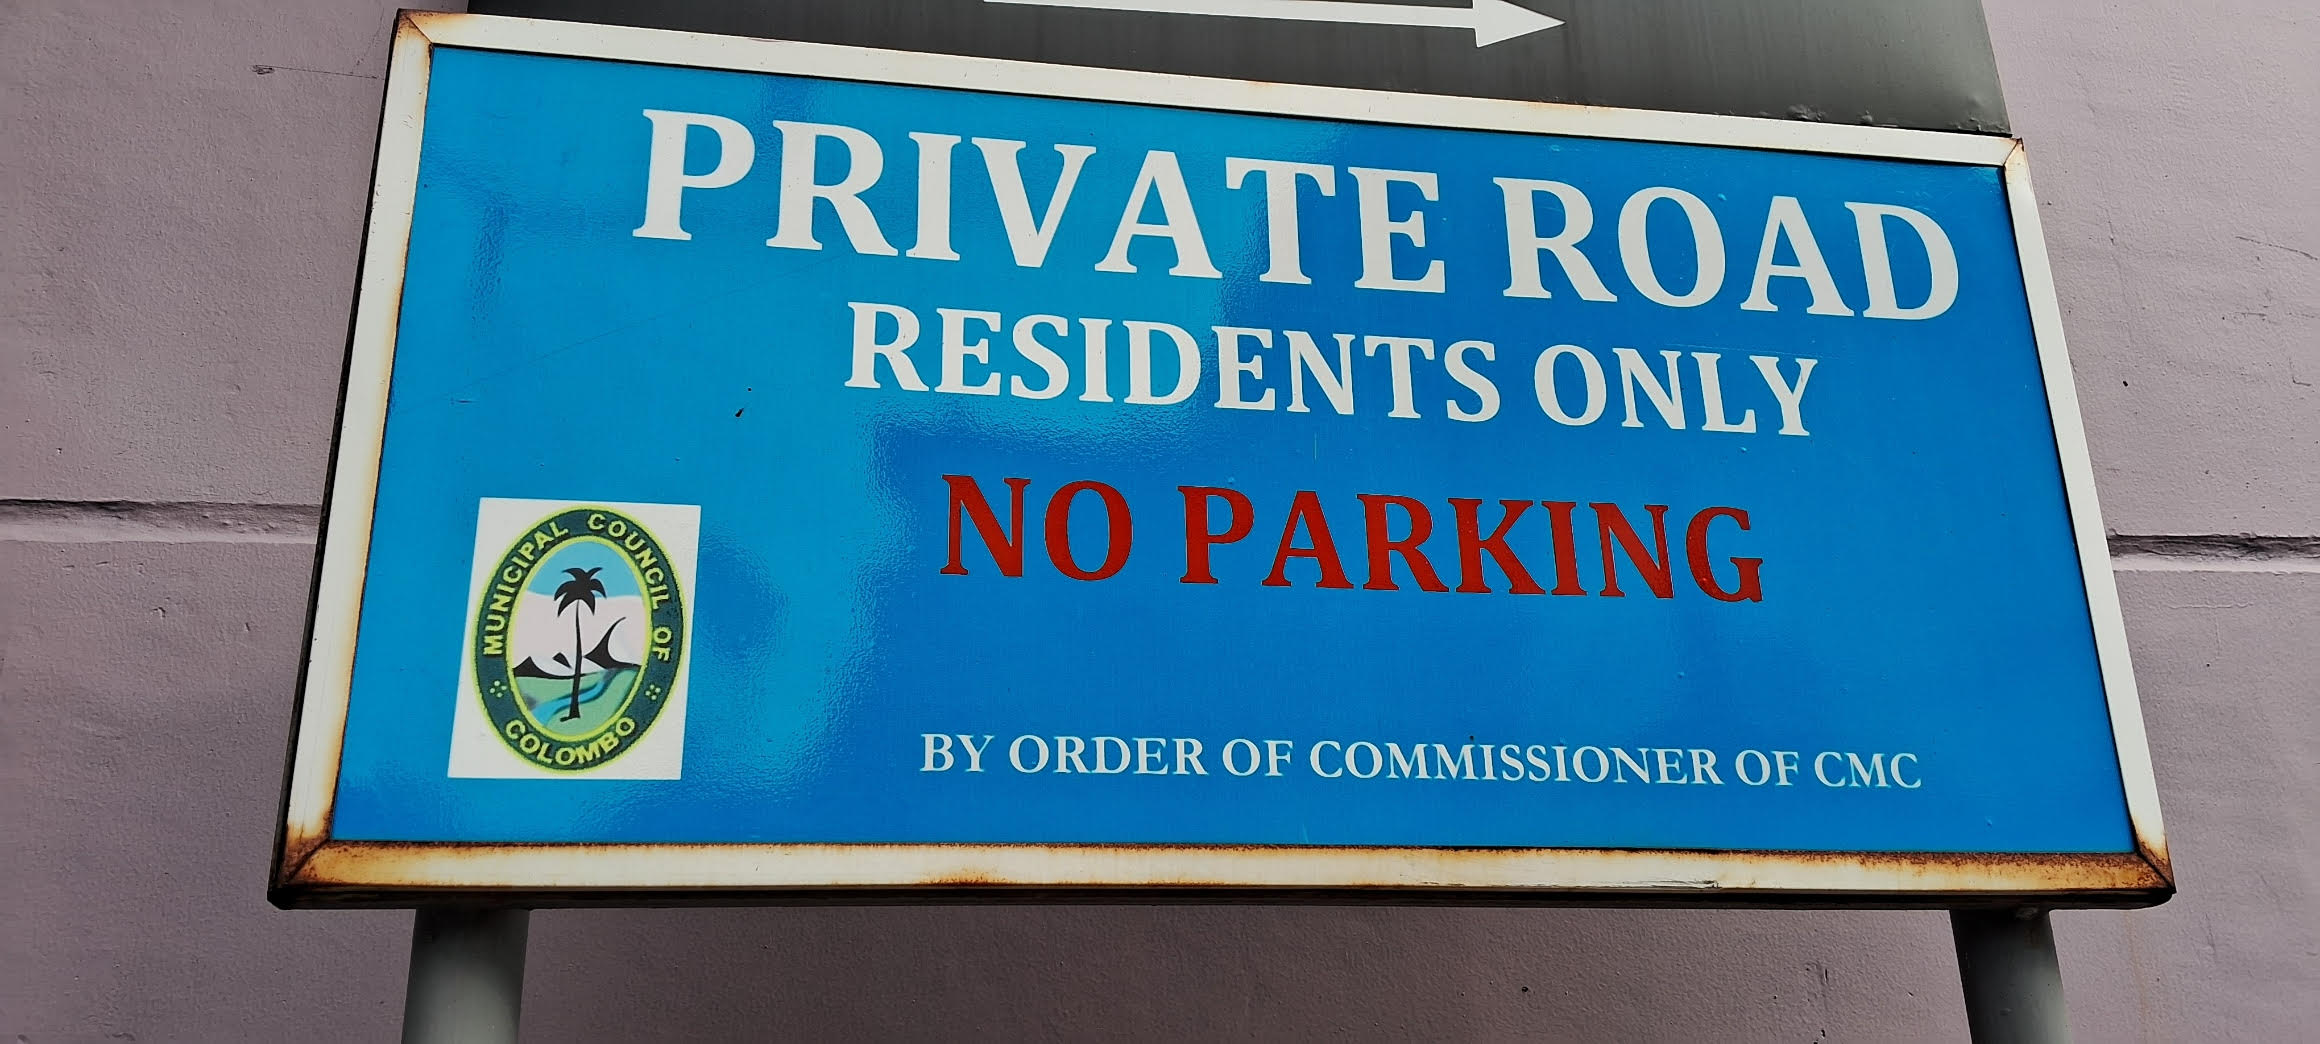 PRIVATE ROAD
RESIDENTS ONLY
NO PARKING
MUNICIPAL COUNCIL OF
COLOMBO
BY ORDER OF COMMISSIONER OF CMC